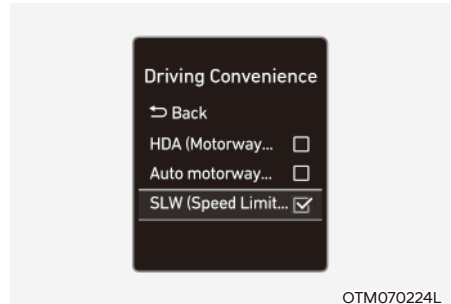 Driving Convenience
⮌ Back
HDA (Motorway...
Auto motorway...
SLW (Speed Limit...
OTM070224L